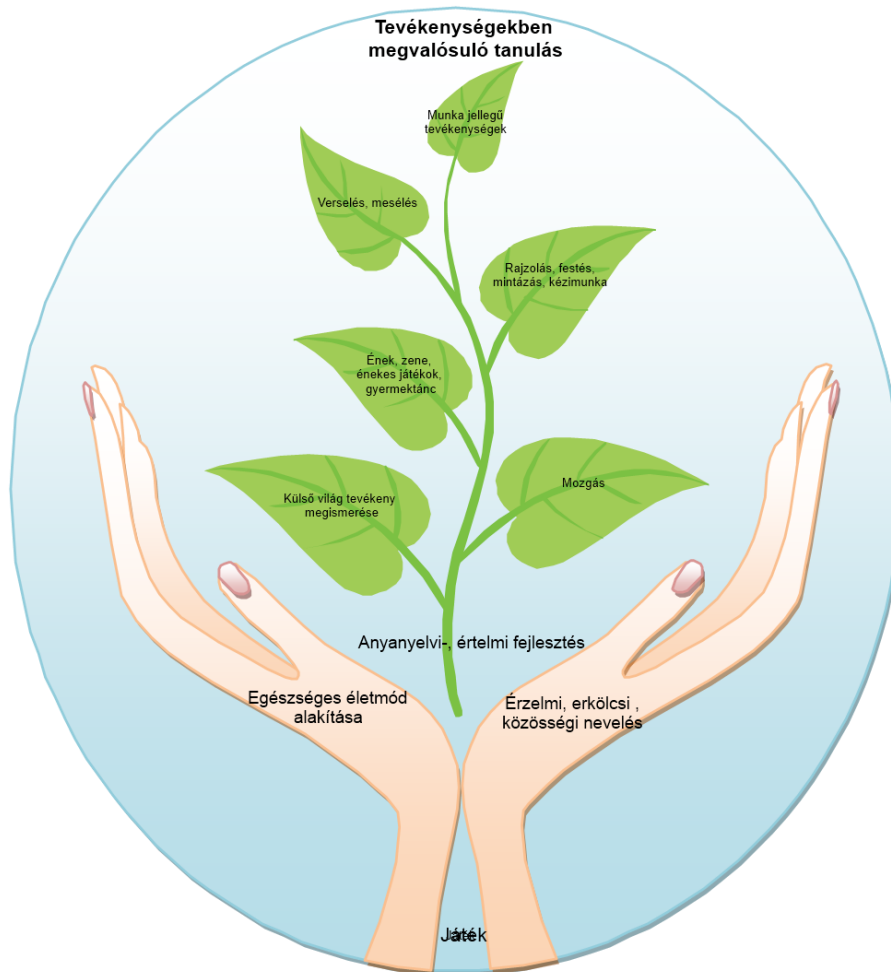 Tevékenységekben
megvalósuló tanulás
Munka jellegű
tevékenységek
Verselés, mesélés
Rajzolás, festés,
mintázás, kézimunka
Ének, zene,
énekes játékok,
gyermektánc
Külső világ tevékeny
megismerése
Mozgás
Anyanyelvi-, értelmi fejlesztés
Egészséges életmód
alakítása
Érzelmi, erkölcsi ,
közösségi nevelés
Játék